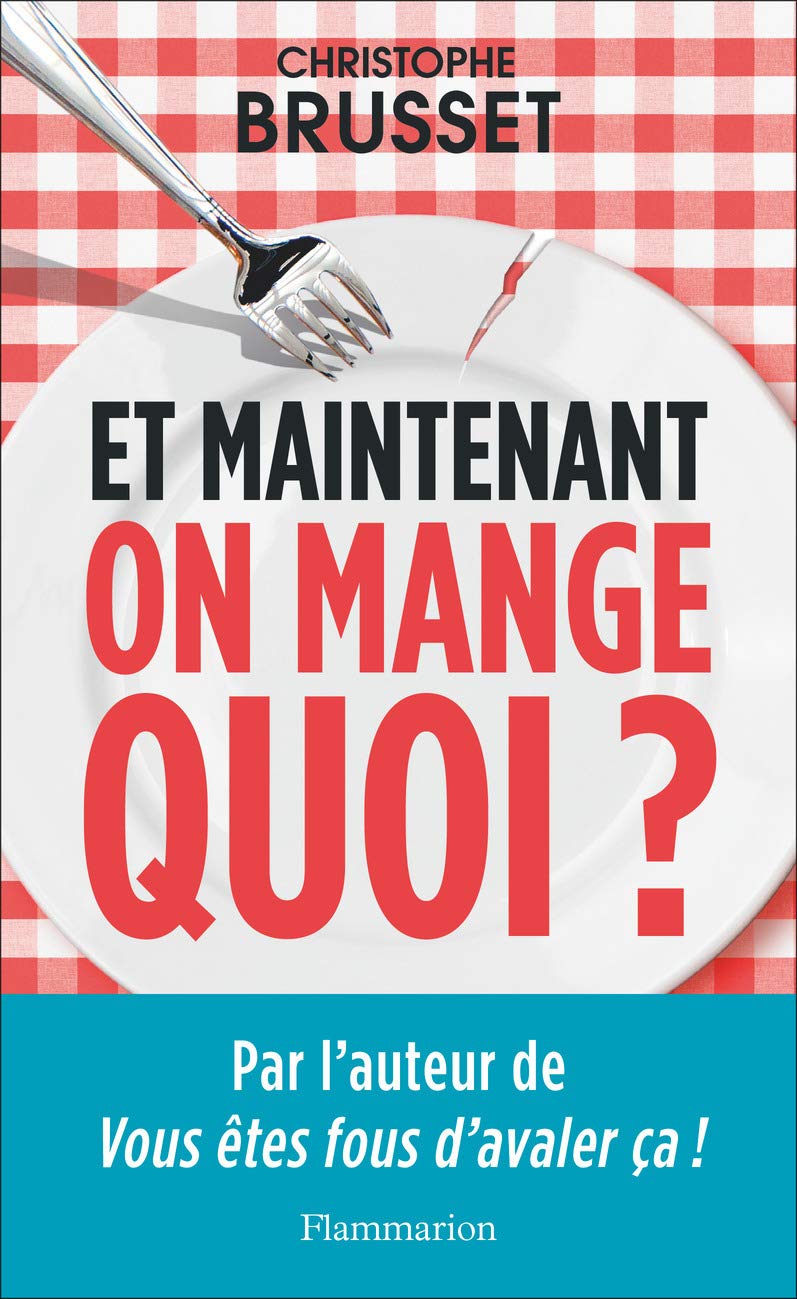 CHRISTOPHE
BRUSSET
ET MAINTENANT
ON MANGE
QUOI ?
Par l’auteur de
Vous êtes fous d’avaler ça !
Flammarion